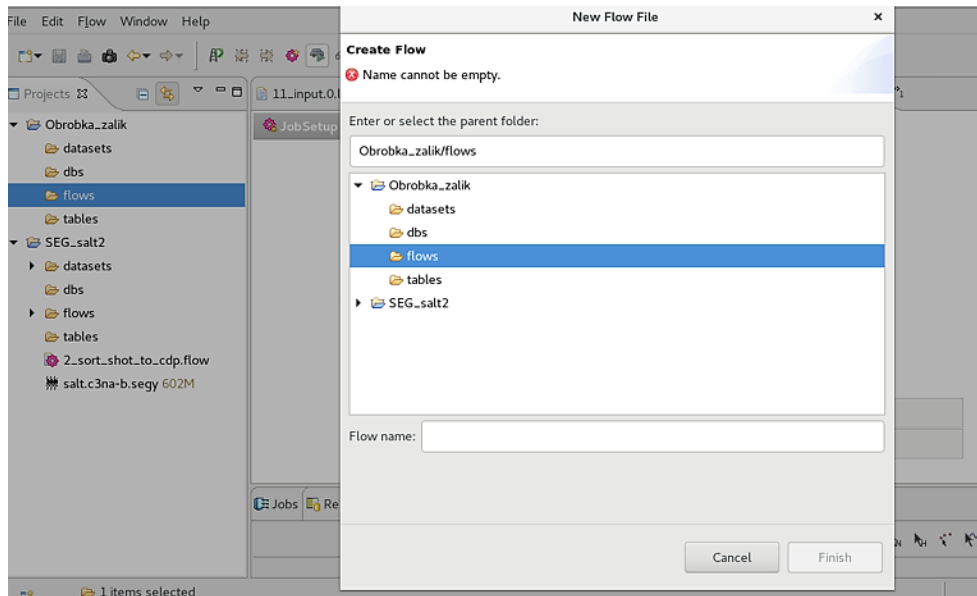 File Edit Flow Window Help
New Flow File
Create Flow
Name cannot be empty.
Projects
11_input.0.
JobSetup
Obrobka_zalik
datasets
dbs
flows
tables
SEG_salt2
datasets
dbs
flows
tables
2_sort_shot_to_cdp.flow
salt.c3na-b.segy 602M
Enter or select the parent folder:
Obrobka_zalik/flows
Obrobka_zalik
datasets
dbs
flows
tables
SEG_salt2
Flow name:
Jobs Re
Cancel Finish
1 items selected